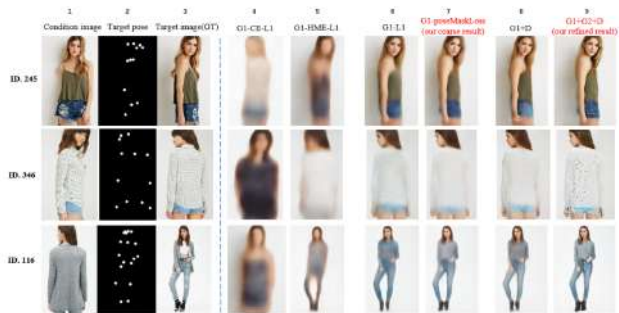 1 2 3 4 5 6 7 8 9
Condition image Target pose Target image(GT) G1-CE-L1 G1-HME-L1 G1-L1 G1-poseMaskLoss (our coarse result) G1+D G1+G2+D (our refined result)
ID. 245
ID. 346
ID. 116